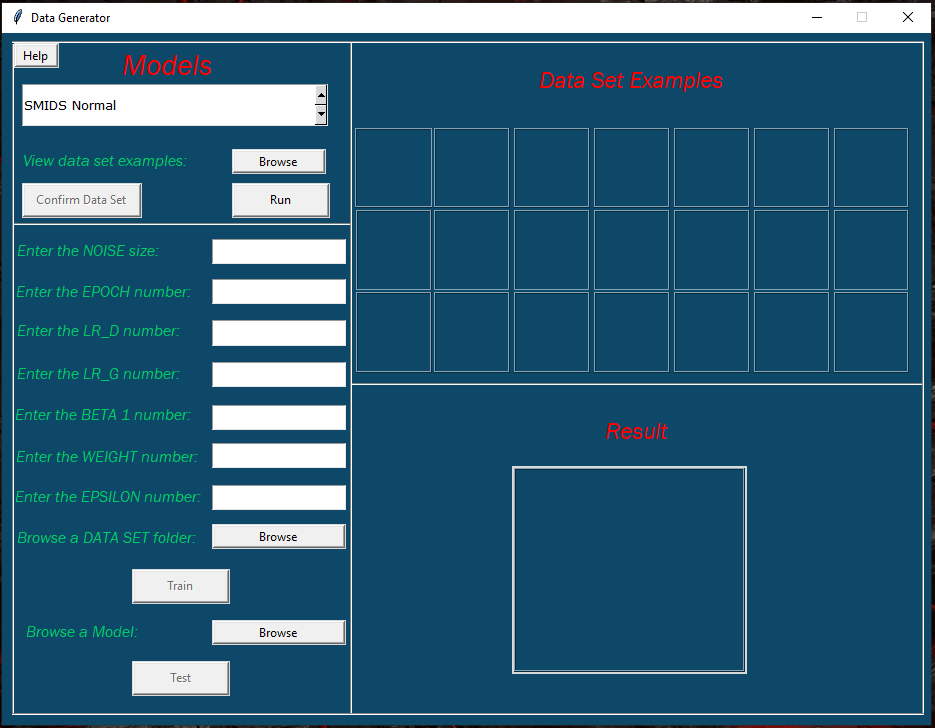 Data Generator
Help
Models
SMIDS Normal
View data set examples:
Browse
Confirm Data Set
Run
Enter the NOISE size:
Enter the EPOCH number:
Enter the LR_D number:
Enter the LR_G number:
Enter the BETA 1 number:
Enter the WEIGHT number:
Enter the EPSILON number:
Browse a DATA SET folder:
Browse
Train
Browse a Model:
Browse
Test
Data Set Examples
Result